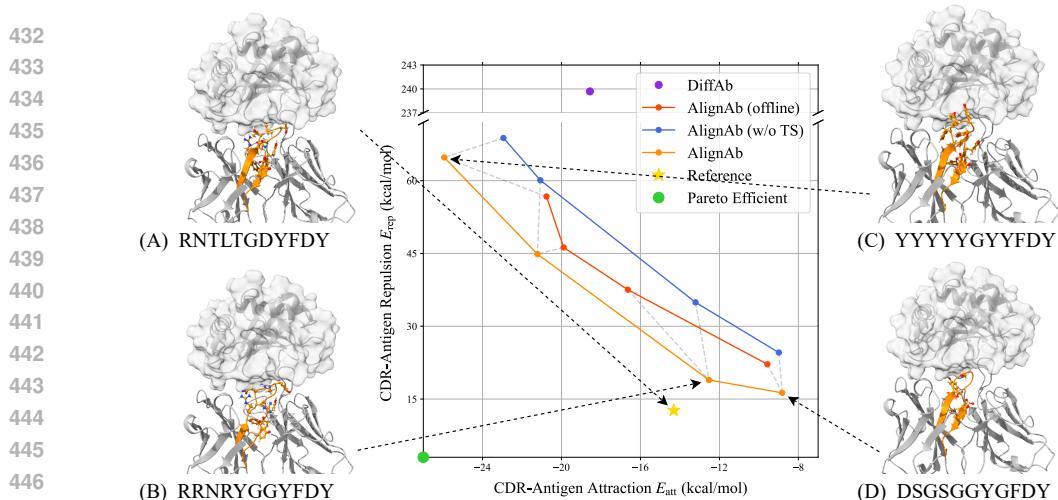 432
433
434
435
436
437
438
439
440
441
442
443
444
445
446
(A) RNTLTGDYFDY
(B) RRNRYGGYFDY
243
240
237
60
45
30
15
CDR-Antigen Repulsion E_rep (kcal/mol)
DiffAb
AlignAb (offline)
AlignAb (w/o TS)
AlignAb
Reference
Pareto Efficient
−24 −20 −16 −12 −8
CDR-Antigen Attraction E_att (kcal/mol)
(C) YYYYYGYYFDY
(D) DSGSGGYGFDY